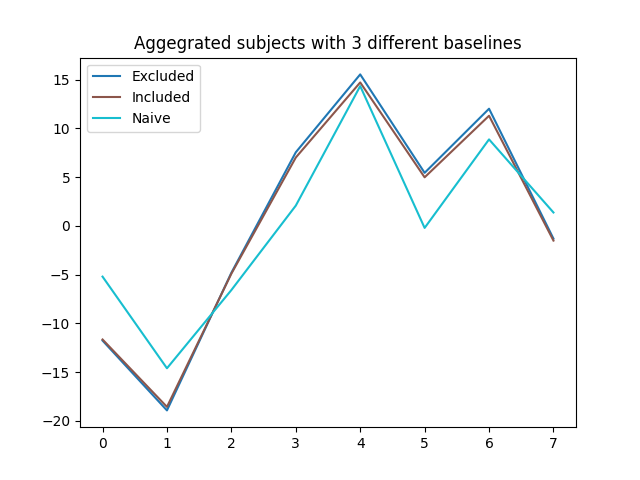 Aggegrated subjects with 3 different baselines
Excluded
Included
Naive
15
10
5
0
−5
−10
−15
−20
0 1 2 3 4 5 6 7